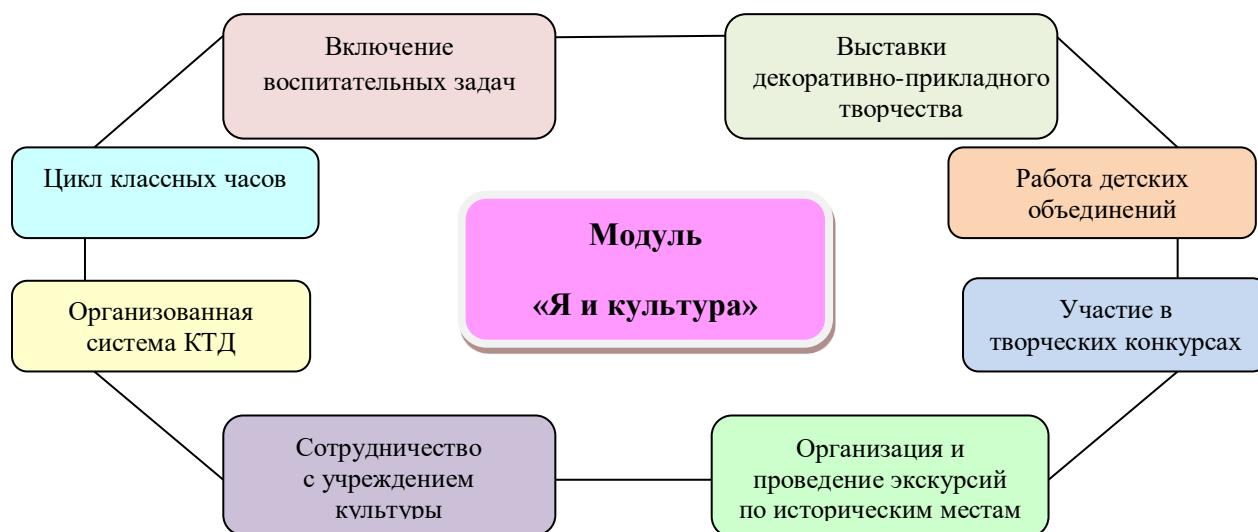 Включение
воспитательных задач
Выставки
декоративно-прикладного
творчества
Цикл классных часов
Работа детских
объединений
Модуль
«Я и культура»
Организованная
система КТД
Участие в
творческих конкурсах
Сотрудничество
с учреждением
культуры
Организация и
проведение экскурсий
по историческим местам